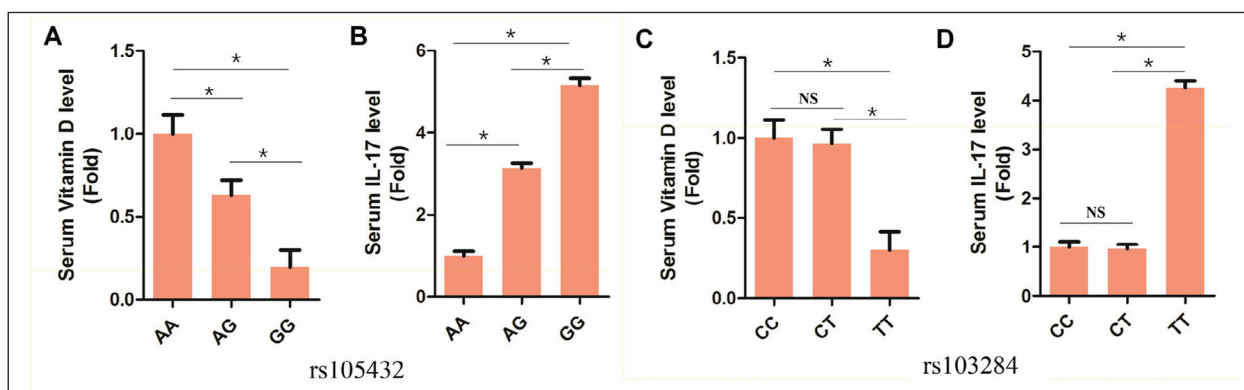 A
Serum Vitamin D level
(Fold)
1.5
1.0
0.5
0.0
*
*
*
AA
AG
GG
B
Serum IL-17 level
(Fold)
6
4
2
0
*
*
*
AA
AG
GG
rs105432
C
Serum Vitamin D level
(Fold)
1.5
1.0
0.5
0.0
*
NS
*
CC
CT
TT
D
Serum IL-17 level
(Fold)
5
4
3
2
1
0
*
*
NS
CC
CT
TT
rs103284